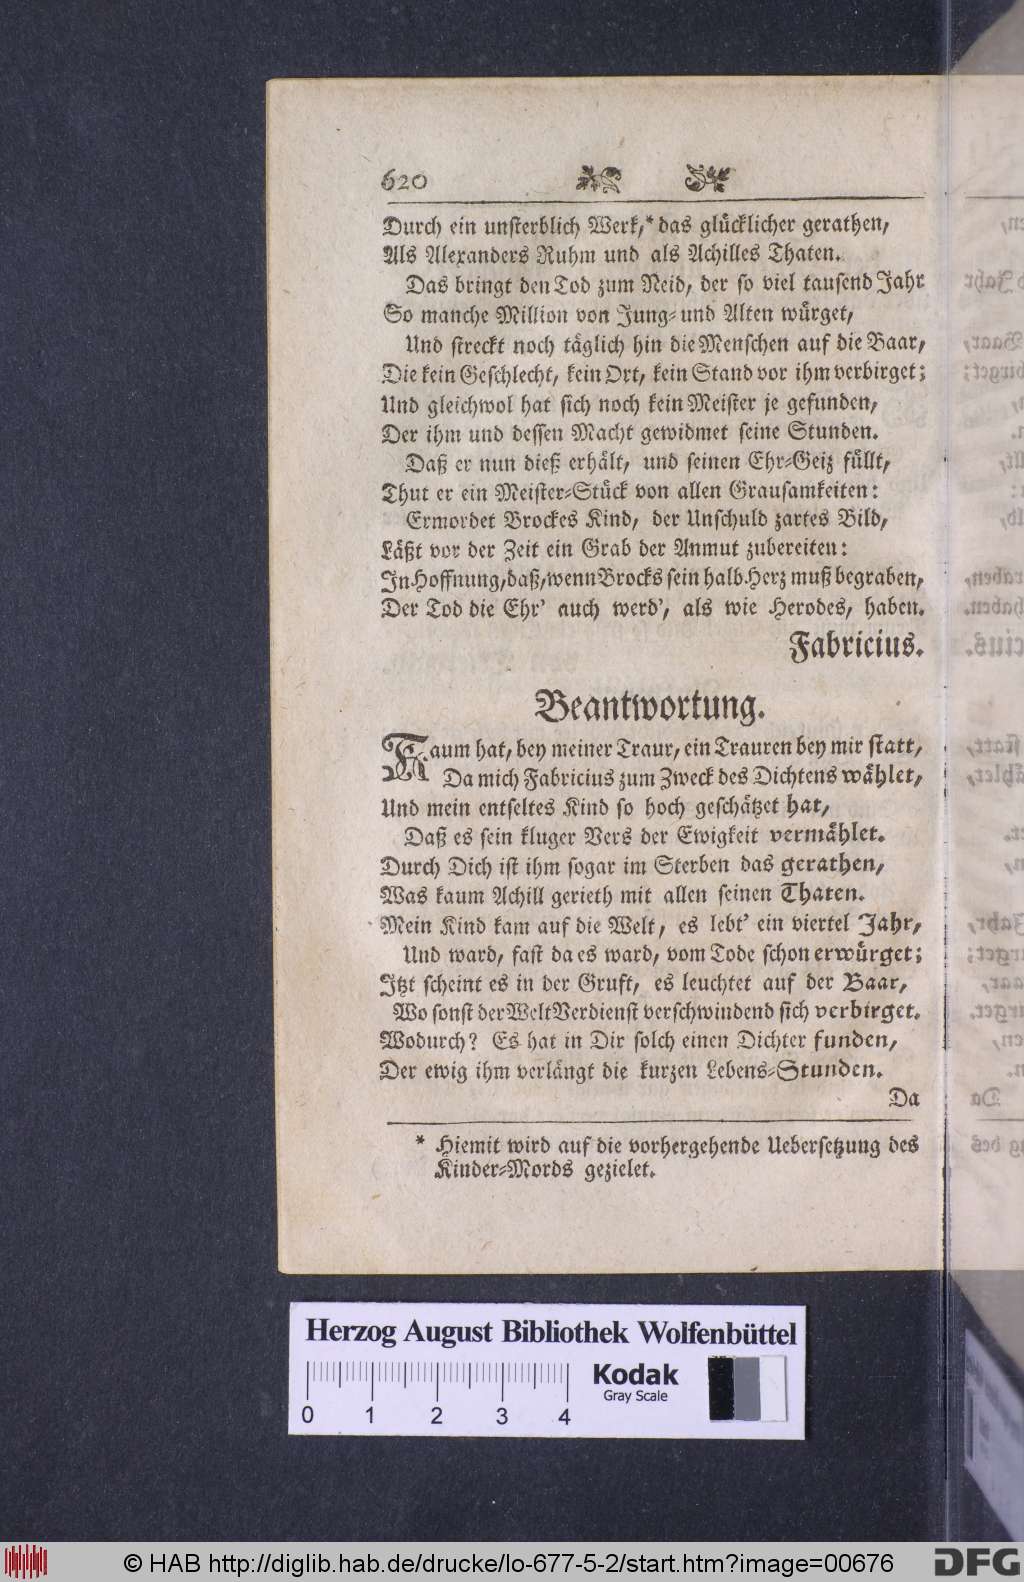 620
Durch ein unsterblich Werk,* das glücklicher gerathen,
Als Alexanders Ruhm und als Achilles Thaten.
Das bringt den Tod zum Neid, der so viel tausend Jahr
So manche Million von Jung- und Alten würget,
Und streckt noch täglich hin die Menschen auf die Baar,
Die kein Geschlecht, kein Ort, kein Stand vor ihm verbirget;
Und gleichwol hat sich noch kein Meister je gefunden,
Der ihm und dessen Macht gewidmet seine Stunden.
Daß er nun dieß erhält, und seinen Ehr-Geiz füllt,
Thut er ein Meister-Stück von allen Grausamkeiten:
Ermordet Brockes Kind, der Unschuld zartes Bild,
Läßt vor der Zeit ein Grab der Anmut zubereiten:
In Hoffnung, daß, wenn Brocks sein halb Herz muß begraben,
Der Tod die Ehr' auch werd', als wie Herodes, haben.
Fabricius.
Beantwortung.
Kaum hat, bey meiner Traur, ein Trauren bey mir statt,
Da mich Fabricius zum Zweck des Dichtens wählet,
Und mein entseltes Kind so hoch geschätzet hat,
Daß es sein kluger Vers der Ewigkeit vermählet.
Durch Dich ist ihm sogar im Sterben das gerathen,
Was kaum Achill gerieth mit allen seinen Thaten.
Mein Kind kam auf die Welt, es lebt' ein viertel Jahr,
Und ward, fast da es ward, vom Tode schon erwürget;
Itzt scheint es in der Gruft, es leuchtet auf der Baar,
Wo sonst der Welt Verdienst verschwindend sich verbirget.
Wodurch? Es hat in Dir solch einen Dichter funden,
Der ewig ihm verlängt die kurzen Lebens-Stunden.
Da
* Hiemit wird auf die vorhergehende Uebersetzung des
Kinder-Mords gezielet.
Herzog August Bibliothek Wolfenbüttel
Kodak
Gray Scale
0 1 2 3 4
© HAB http://diglib.hab.de/drucke/lo-677-5-2/start.htm?image=00676
DFG